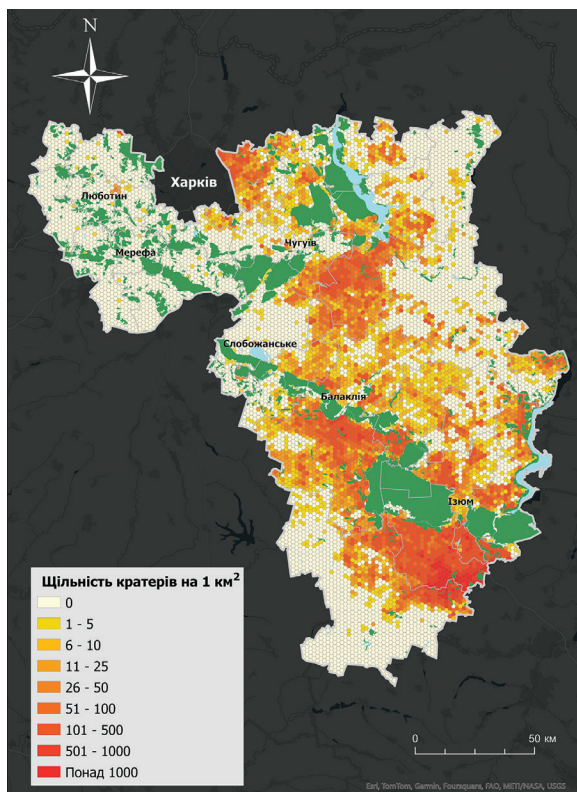 N
Харків
Люботин
Мерефа
Чугуїв
Слобожанське
Балаклія
Ізюм
Щільність кратерів на 1 км²
0
1 - 5
6 - 10
11 - 25
26 - 50
51 - 100
101 - 500
501 - 1000
Понад 1000
0 50 км
Esri, TomTom, Garmin, Foursquare, FAO, METI/NASA, USGS